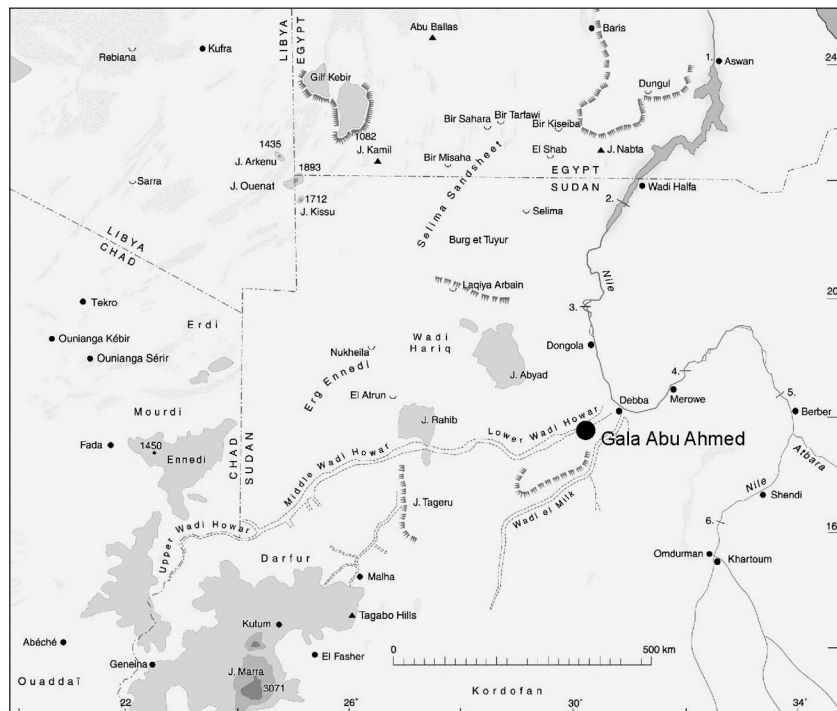 Abu Ballas
Baris
LIBYA
EGYPT
Rebiana
Kufra
1.
Aswan
24
Gilf Kebir
Dungul
1082
Bir Sahara
Bir Tarfawi
Bir Kiseiba
1435
J. Arkenu
J. Kamil
Bir Misaha
El Shab
J. Nabta
1893
J. Ouenat
EGYPT
SUDAN
Sarra
Wadi Halfa
1712
J. Kissu
Selima Sandsheet
Selima
2.
LIBYA
CHAD
Burg et Tuyur
Nile
Laqiya Arbain
Tekro
20
3.
Erdi
Ounianga Kébir
Ounianga Sérir
Nukheila
Wadi
Hariq
Dongola
J. Abyad
4.
Erg Ennedi
El Atrun
Merowe
5.
Mourdi
Debba
Berber
J. Rahib
Lower Wadi Howar
Gala Abu Ahmed
Fada
1450
Ennedi
CHAD
SUDAN
Middle Wadi Howar
Atbara
J. Tageru
Wadi el Milk
Nile
Shendi
Upper Wadi Howar
6.
16
Darfur
Omdurman
Khartoum
Malha
Tagabo Hills
Kutum
Abéché
0
500 km
Geneina
El Fasher
J. Marra
3071
Ouaddaï
Kordofan
22
26°
30
34°